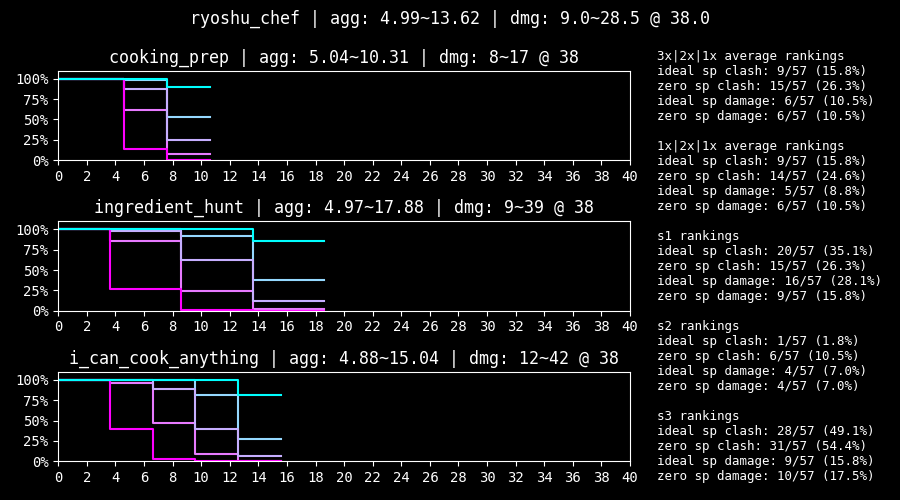 ryoshu_chef | agg: 4.99~13.62 | dmg: 9.0~28.5 @ 38.0
cooking_prep | agg: 5.04~10.31 | dmg: 8~17 @ 38
100%
75%
50%
25%
0%
0 2 4 6 8 10 12 14 16 18 20 22 24 26 28 30 32 34 36 38 40
ingredient_hunt | agg: 4.97~17.88 | dmg: 9~39 @ 38
100%
75%
50%
25%
0%
0 2 4 6 8 10 12 14 16 18 20 22 24 26 28 30 32 34 36 38 40
i_can_cook_anything | agg: 4.88~15.04 | dmg: 12~42 @ 38
100%
75%
50%
25%
0%
0 2 4 6 8 10 12 14 16 18 20 22 24 26 28 30 32 34 36 38 40
3x|2x|1x average rankings
ideal sp clash: 9/57 (15.8%)
zero sp clash: 15/57 (26.3%)
ideal sp damage: 6/57 (10.5%)
zero sp damage: 6/57 (10.5%)
1x|2x|1x average rankings
ideal sp clash: 9/57 (15.8%)
zero sp clash: 14/57 (24.6%)
ideal sp damage: 5/57 (8.8%)
zero sp damage: 6/57 (10.5%)
s1 rankings
ideal sp clash: 20/57 (35.1%)
zero sp clash: 15/57 (26.3%)
ideal sp damage: 16/57 (28.1%)
zero sp damage: 9/57 (15.8%)
s2 rankings
ideal sp clash: 1/57 (1.8%)
zero sp clash: 6/57 (10.5%)
ideal sp damage: 4/57 (7.0%)
zero sp damage: 4/57 (7.0%)
s3 rankings
ideal sp clash: 28/57 (49.1%)
zero sp clash: 31/57 (54.4%)
ideal sp damage: 9/57 (15.8%)
zero sp damage: 10/57 (17.5%)